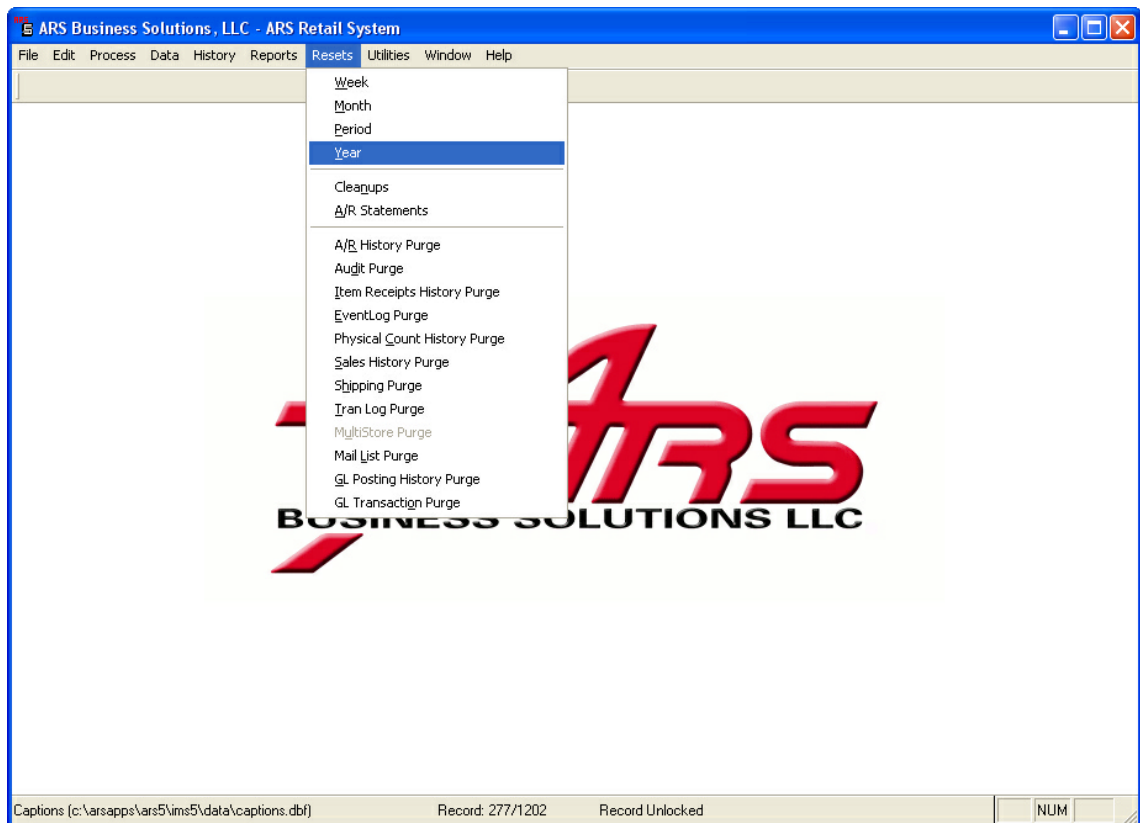 ARS Business Solutions, LLC - ARS Retail System
File Edit Process Data History Reports Resets Utilities Window Help
Week
Month
Period
Year
Cleanups
A/R Statements
A/R History Purge
Audit Purge
Item Receipts History Purge
EventLog Purge
Physical Count History Purge
Sales History Purge
Shipping Purge
Tran Log Purge
MultiStore Purge
Mail List Purge
GL Posting History Purge
GL Transaction Purge
ARS
BUSINESS SOLUTIONS LLC
Captions (c:\arsapps\ars5\ims5\data\captions.dbf) Record: 277/1202 Record Unlocked NUM